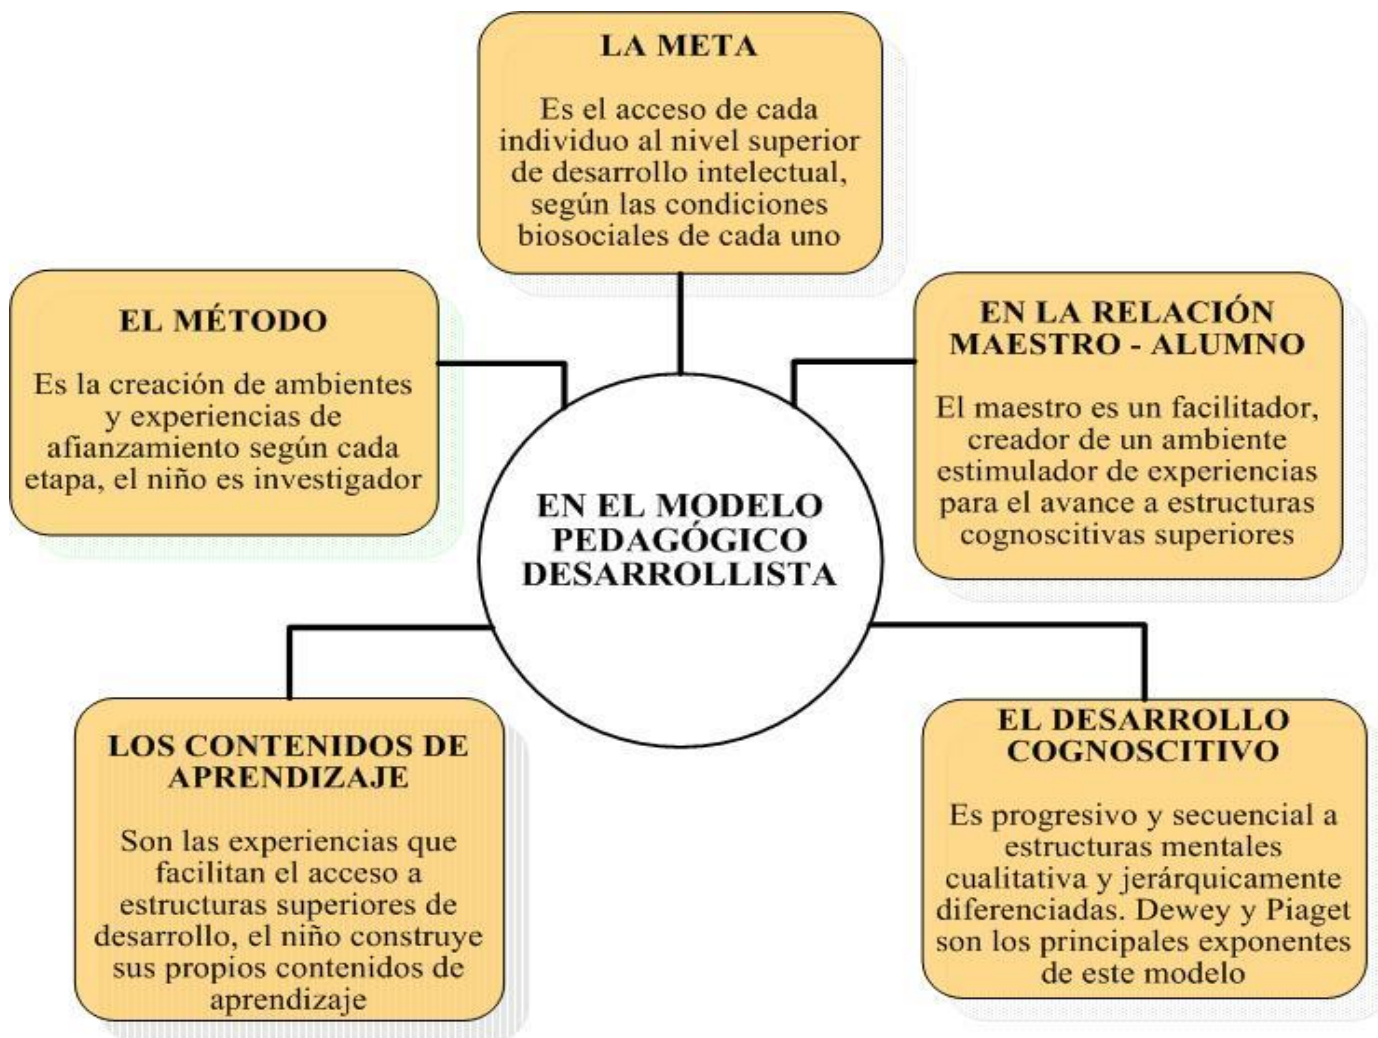 LA META
Es el acceso de cada
individuo al nivel superior
de desarrollo intelectual,
según las condiciones
biosociales de cada uno
EL MÉTODO
Es la creación de ambientes
y experiencias de
afianzamiento según cada
etapa, el niño es investigador
EN LA RELACIÓN
MAESTRO - ALUMNO
El maestro es un facilitador,
creador de un ambiente
estimulador de experiencias
para el avance a estructuras
cognoscitivas superiores
EN EL MODELO
PEDAGÓGICO
DESARROLLISTA
LOS CONTENIDOS DE
APRENDIZAJE
Son las experiencias que
facilitan el acceso a
estructuras superiores de
desarrollo, el niño construye
sus propios contenidos de
aprendizaje
EL DESARROLLO
COGNOSCITIVO
Es progresivo y secuencial a
estructuras mentales
cualitativa y jerárquicamente
diferenciadas. Dewey y Piaget
son los principales exponentes
de este modelo